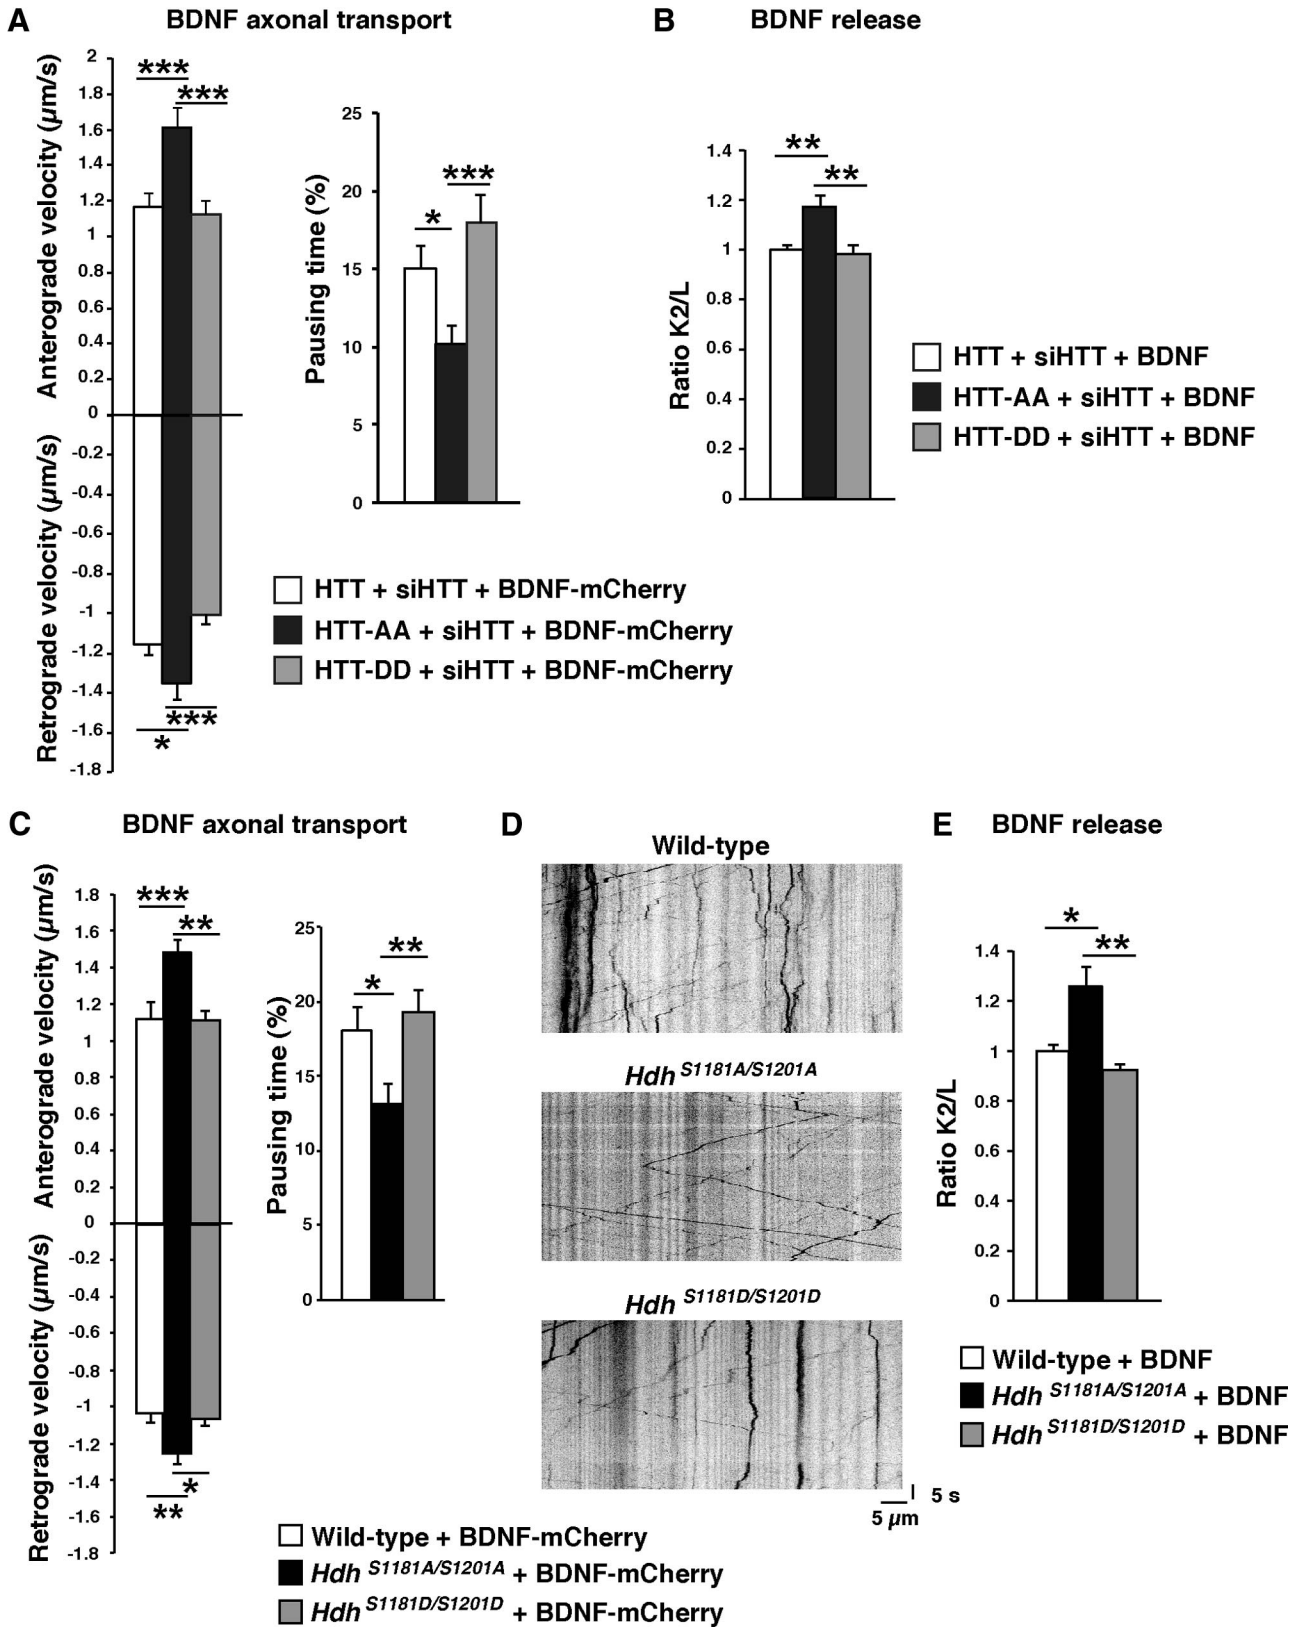 A
BDNF axonal transport
Anterograde velocity (µm/s)
Retrograde velocity (µm/s)
2
1.8
1.6
1.4
1.2
1
0.8
0.6
0.4
0.2
0
-0.2
-0.4
-0.6
-0.8
-1
-1.2
-1.4
-1.6
-1.8
***
***
***
*
Pausing time (%)
25
20
15
10
5
0
*
***
HTT + siHTT + BDNF-mCherry
HTT-AA + siHTT + BDNF-mCherry
HTT-DD + siHTT + BDNF-mCherry
B
BDNF release
Ratio K2/L
1.4
1.2
1
0.8
0.6
0.4
0.2
0
**
**
HTT + siHTT + BDNF
HTT-AA + siHTT + BDNF
HTT-DD + siHTT + BDNF
C
BDNF axonal transport
Anterograde velocity (µm/s)
Retrograde velocity (µm/s)
1.8
1.6
1.4
1.2
1
0.8
0.6
0.4
0.2
0
-0.2
-0.4
-0.6
-0.8
-1
-1.2
-1.4
-1.6
-1.8
***
**
*
**
Pausing time (%)
25
20
15
10
5
0
*
**
Wild-type + BDNF-mCherry
Hdh S1181A/S1201A + BDNF-mCherry
Hdh S1181D/S1201D + BDNF-mCherry
D
Wild-type
Hdh S1181A/S1201A
Hdh S1181D/S1201D
5 s
5 µm
E
BDNF release
Ratio K2/L
1.4
1.2
1
0.8
0.6
0.4
0.2
0
*
**
Wild-type + BDNF
Hdh S1181A/S1201A + BDNF
Hdh S1181D/S1201D + BDNF